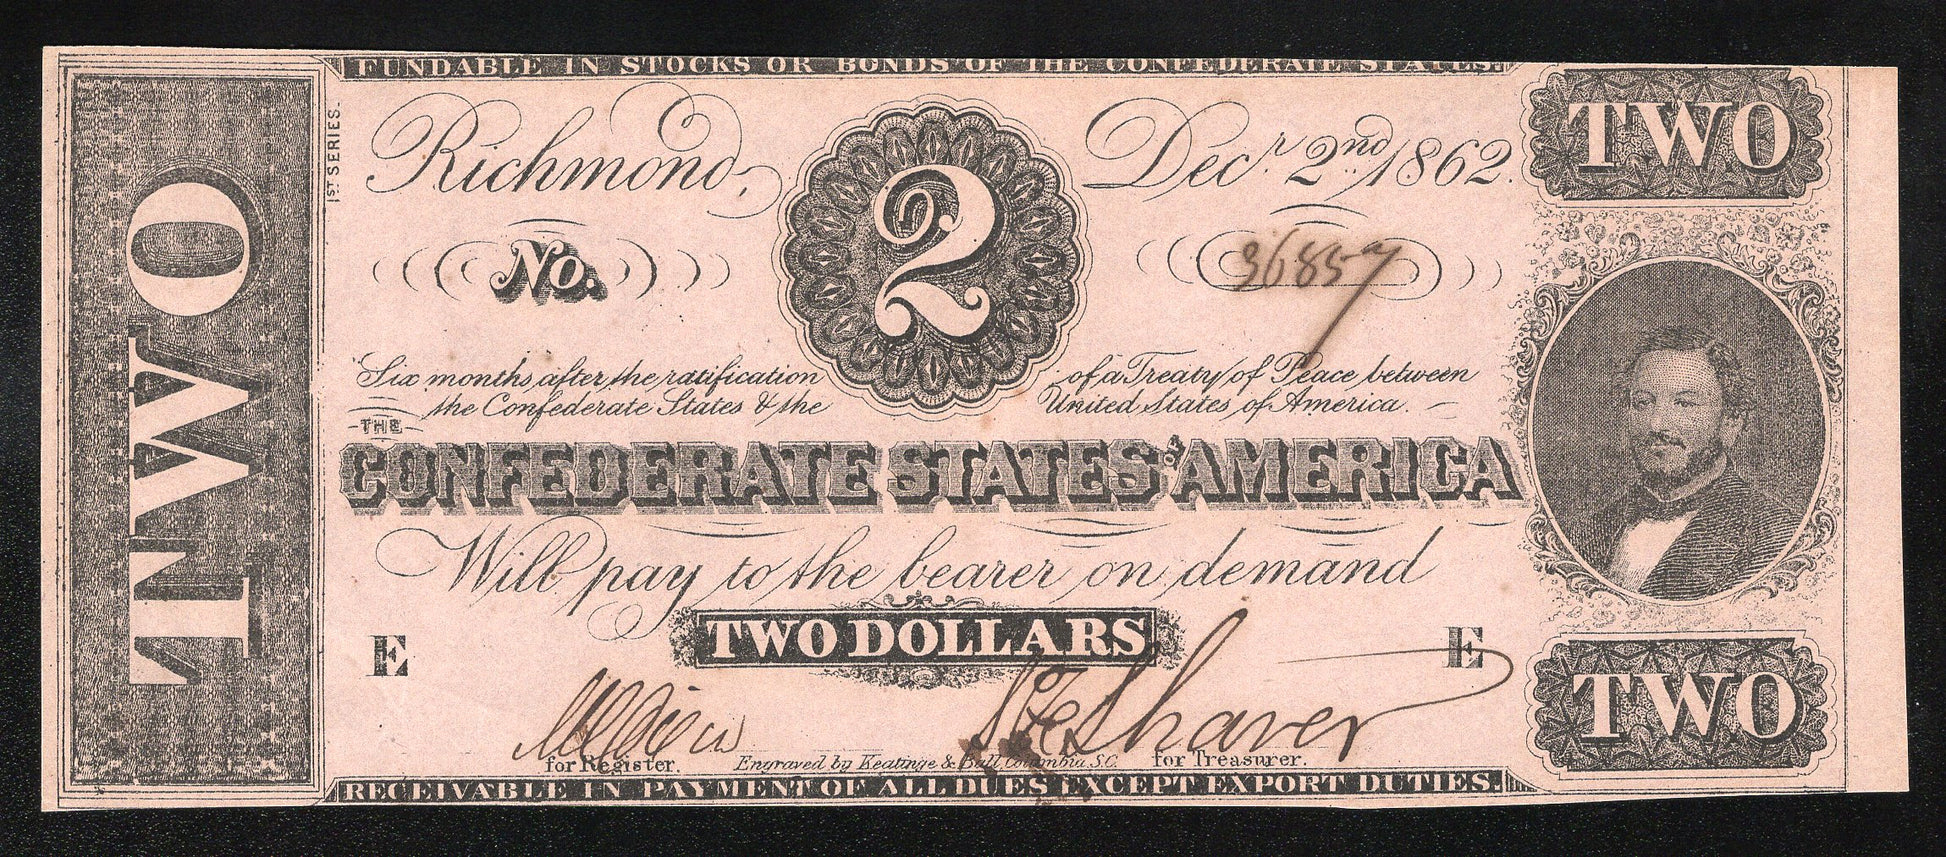 FUNDABLE IN STOCKS OR BONDS OF THE CONFEDERATE STATES.
TWO
1ST SERIES.
Richmond, Decr. 2nd 1862.
2
TWO
No. 36857
Six months after the ratification of a Treaty of Peace between
the Confederate States & the United States of America.
THE
CONFEDERATE STATES OF AMERICA
Will pay to the bearer on demand
TWO DOLLARS
E E
TWO
Shaver
for Register. Engraved by Keatinge & Ball, Columbia, S.C. for Treasurer.
RECEIVABLE IN PAYMENT OF ALL DUES EXCEPT EXPORT DUTIES.